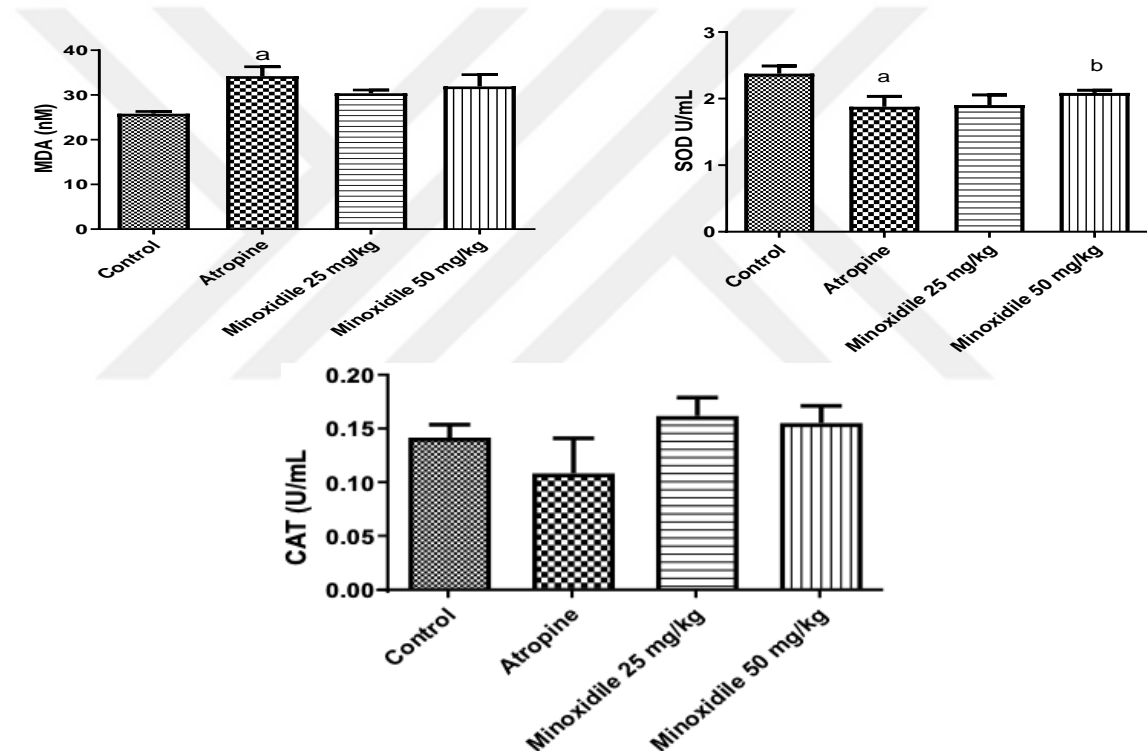 MDA (nM)
40
30
20
10
0
a
Control
Atropine
Minoxidile 25 mg/kg
Minoxidile 50 mg/kg
SOD U/mL
3
2
1
0
a
b
Control
Atropine
Minoxidile 25 mg/kg
Minoxidile 50 mg/kg
CAT (U/mL
0.20
0.15
0.10
0.05
0.00
Control
Atropine
Minoxidile 25 mg/kg
Minoxidile 50 mg/kg